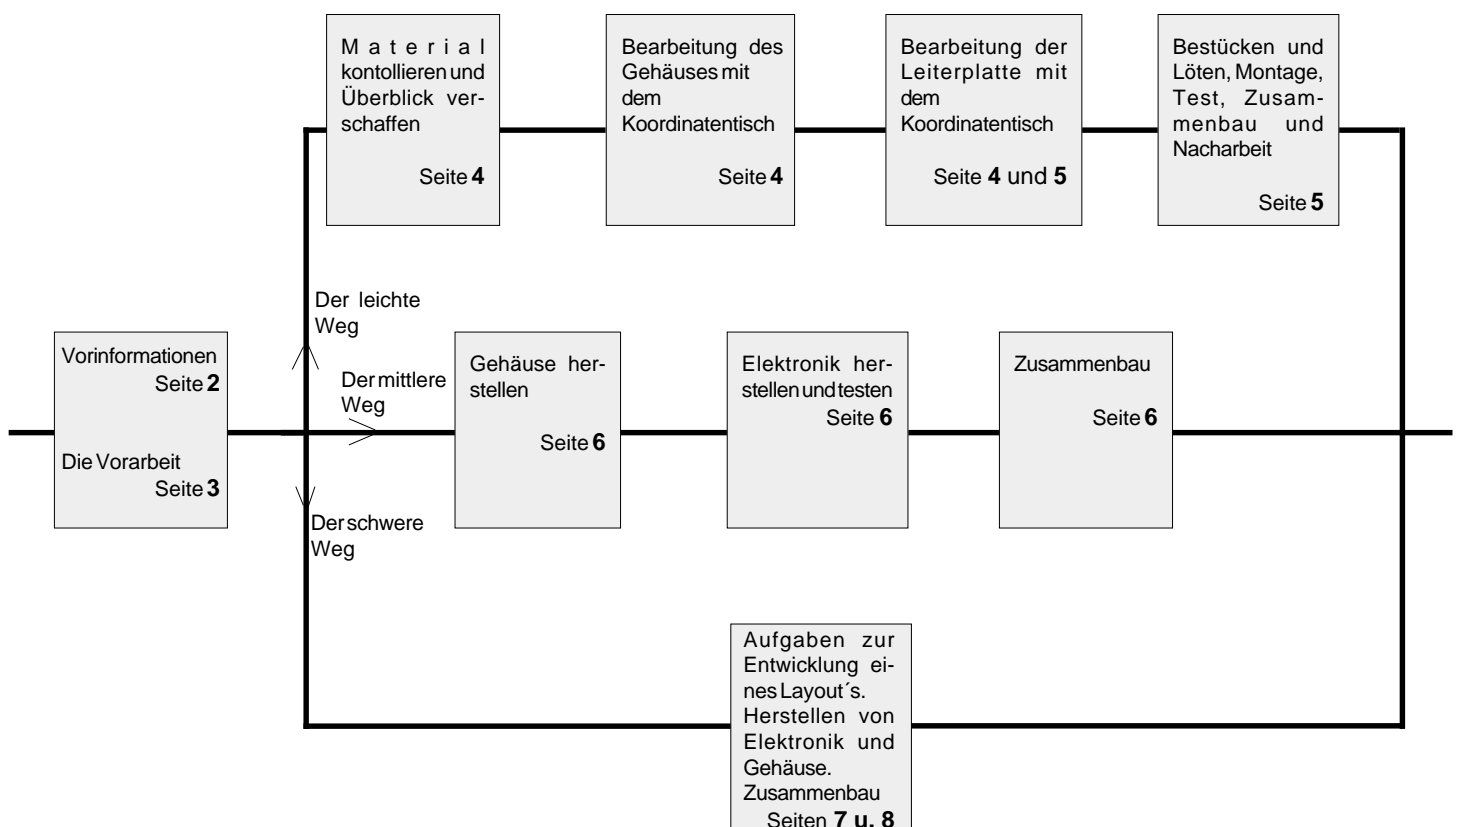 Material
kontollieren und
Überblick ver-
schaffen
Seite 4
Bearbeitung des
Gehäuses mit
dem
Koordinatentisch
Seite 4
Bearbeitung der
Leiterplatte mit
dem
Koordinatentisch
Seite 4 und 5
Bestücken und
Löten, Montage,
Test, Zusam-
menbau und
Nacharbeit
Seite 5
Vorinformationen
Seite 2
Die Vorarbeit
Seite 3
Der leichte
Weg
Der mittlere
Weg
Der schwere
Weg
Gehäuse her-
stellen
Seite 6
Elektronik her-
stellen und testen
Seite 6
Zusammenbau
Seite 6
Aufgaben zur
Entwicklung ei-
nes Layout´s.
Herstellen von
Elektronik und
Gehäuse.
Zusammenbau
Seiten 7 u. 8